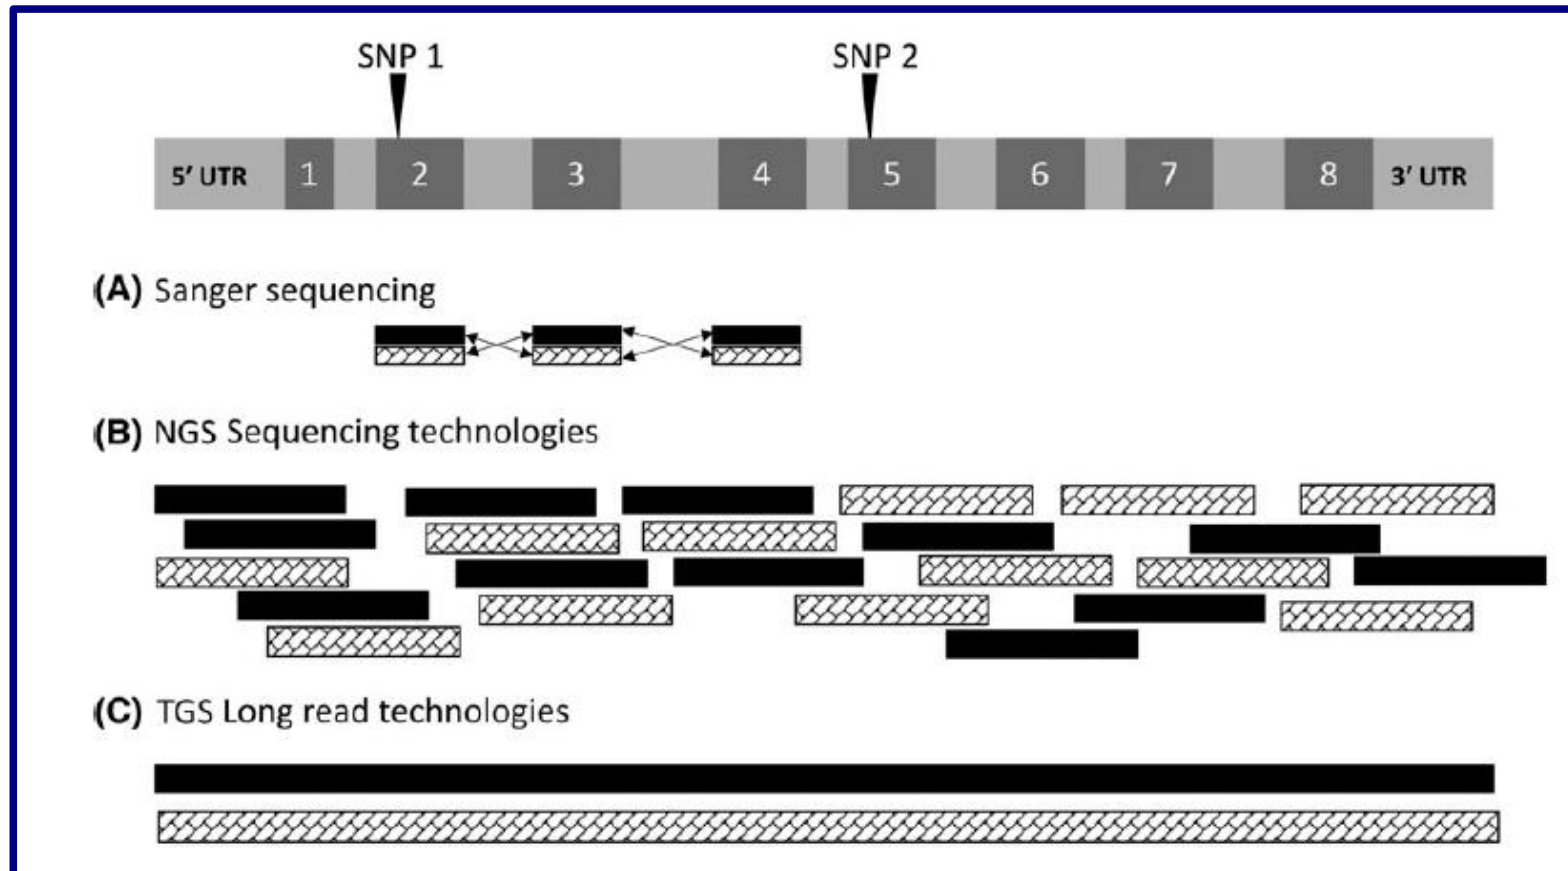 SNP 1 SNP 2
5′ UTR 1 2 3 4 5 6 7 8 3′ UTR
(A) Sanger sequencing
(B) NGS Sequencing technologies
(C) TGS Long read technologies